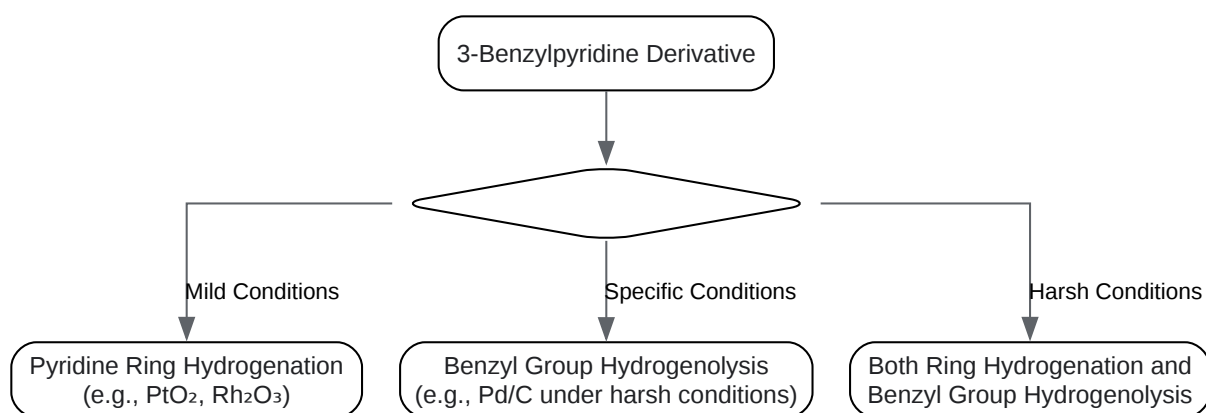 3-Benzylpyridine Derivative
Mild Conditions
Specific Conditions
Harsh Conditions
Pyridine Ring Hydrogenation
(e.g., PtO₂, Rh₂O₃)
Benzyl Group Hydrogenolysis
(e.g., Pd/C under harsh conditions)
Both Ring Hydrogenation and
Benzyl Group Hydrogenolysis